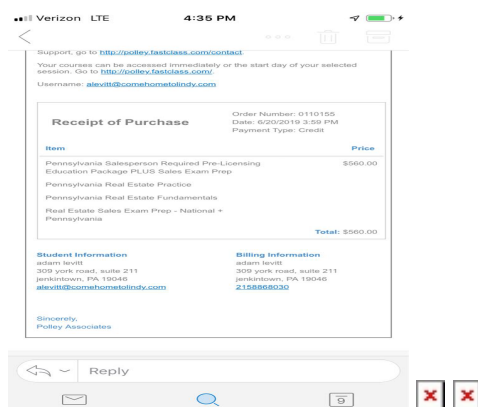 Verizon LTE 4:35 PM
Support, go to http://polley.fastclass.com/contact.
Your courses can be accessed immediately or the start day of your selected
session. Go to http://polley.fastclass.com/.
Username: alevitt@comehometolindy.com
Receipt of Purchase
Order Number: 0110155
Date: 6/20/2019 3:59 PM
Payment Type: Credit
Item Price
Pennsylvania Salesperson Required Pre-Licensing $560.00
Education Package PLUS Sales Exam Prep
Pennsylvania Real Estate Practice
Pennsylvania Real Estate Fundamentals
Real Estate Sales Exam Prep - National +
Pennsylvania
Total: $560.00
Student Information
adam levitt
309 york road, suite 211
jenkintown, PA 19046
alevitt@comehometolindy.com
Billing Information
adam levitt
309 york road, suite 211
jenkintown, PA 19046
2158868030
Sincerely,
Polley Associates
Reply
9